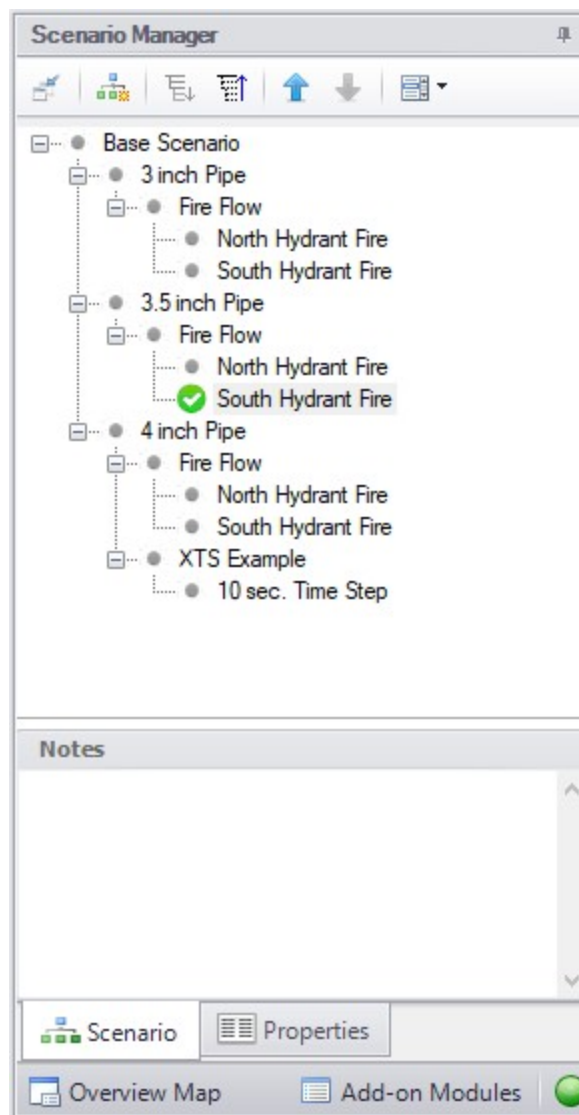 Scenario Manager
Base Scenario
3 inch Pipe
Fire Flow
North Hydrant Fire
South Hydrant Fire
3.5 inch Pipe
Fire Flow
North Hydrant Fire
South Hydrant Fire
4 inch Pipe
Fire Flow
North Hydrant Fire
South Hydrant Fire
XTS Example
10 sec. Time Step
Notes
Scenario Properties
Overview Map Add-on Modules